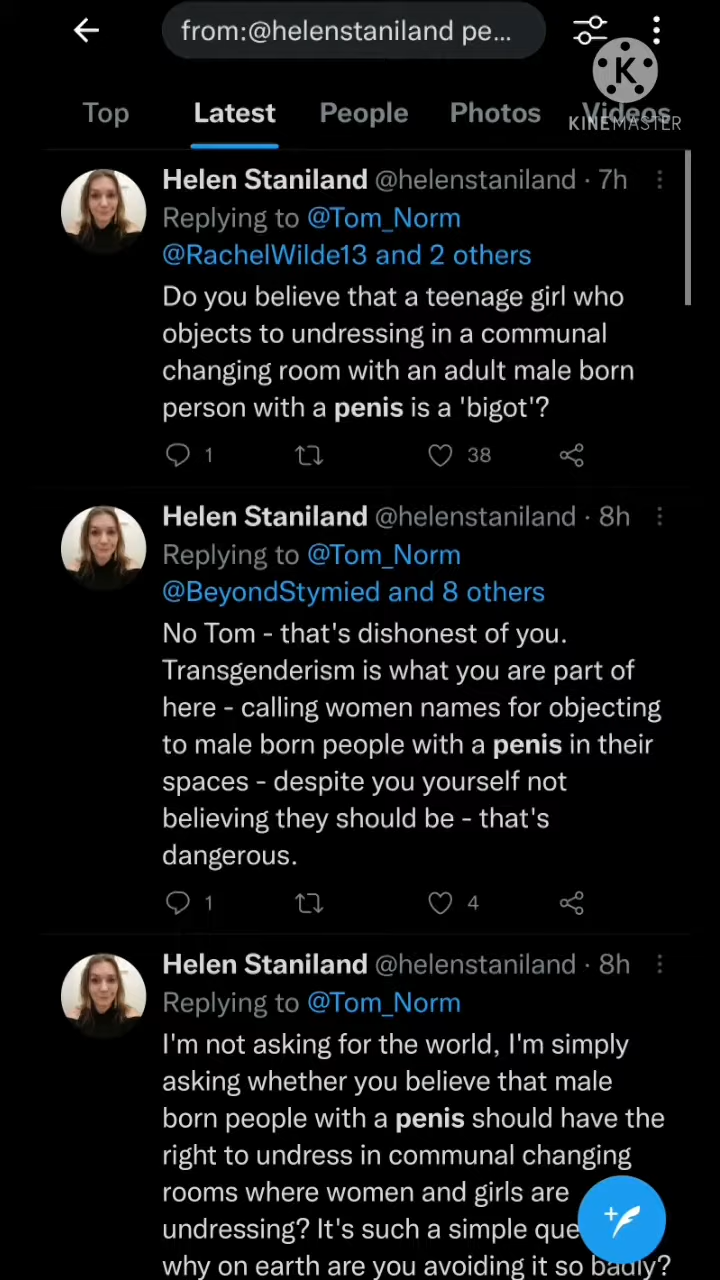 from:@helenstaniland pe...
K
KINEMASTER
Top Latest People Photos Videos
Helen Staniland @helenstaniland · 7h
Replying to @Tom_Norm
@RachelWilde13 and 2 others
Do you believe that a teenage girl who
objects to undressing in a communal
changing room with an adult male born
person with a penis is a 'bigot'?
1 38
Helen Staniland @helenstaniland · 8h
Replying to @Tom_Norm
@BeyondStymied and 8 others
No Tom - that's dishonest of you.
Transgenderism is what you are part of
here - calling women names for objecting
to male born people with a penis in their
spaces - despite you yourself not
believing they should be - that's
dangerous.
1 4
Helen Staniland @helenstaniland · 8h
Replying to @Tom_Norm
I'm not asking for the world, I'm simply
asking whether you believe that male
born people with a penis should have the
right to undress in communal changing
rooms where women and girls are
undressing? It's such a simple que
why on earth are you avoiding it so badly?